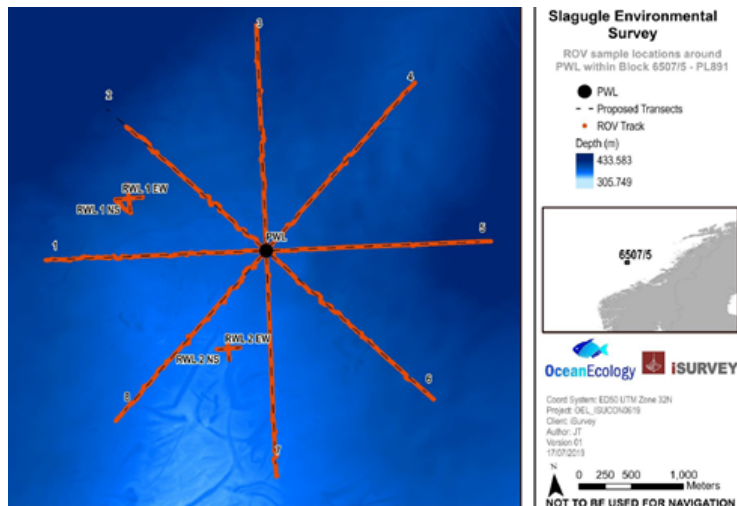 Slagugle Environmental
Survey
ROV sample locations around
PWL within Block 6507/5 - PL891
PWL
Proposed Transects
ROV Track
Depth (m)
433.583
305.749
6507/5
OceanEcology
iSURVEY
Coord System: ED50 UTM Zone 32N
Project: OEL_ISUCON0619
Client: iSurvey
Author: JT
Version 01
17/07/2019
N
0 250 500 1,000
Meters
NOT TO BE USED FOR NAVIGATION
3
4
2
RWL 1 EW
RWL 1 NS
PWL
5
1
RWL 2 EW
RWL 2 NS
6
8
7